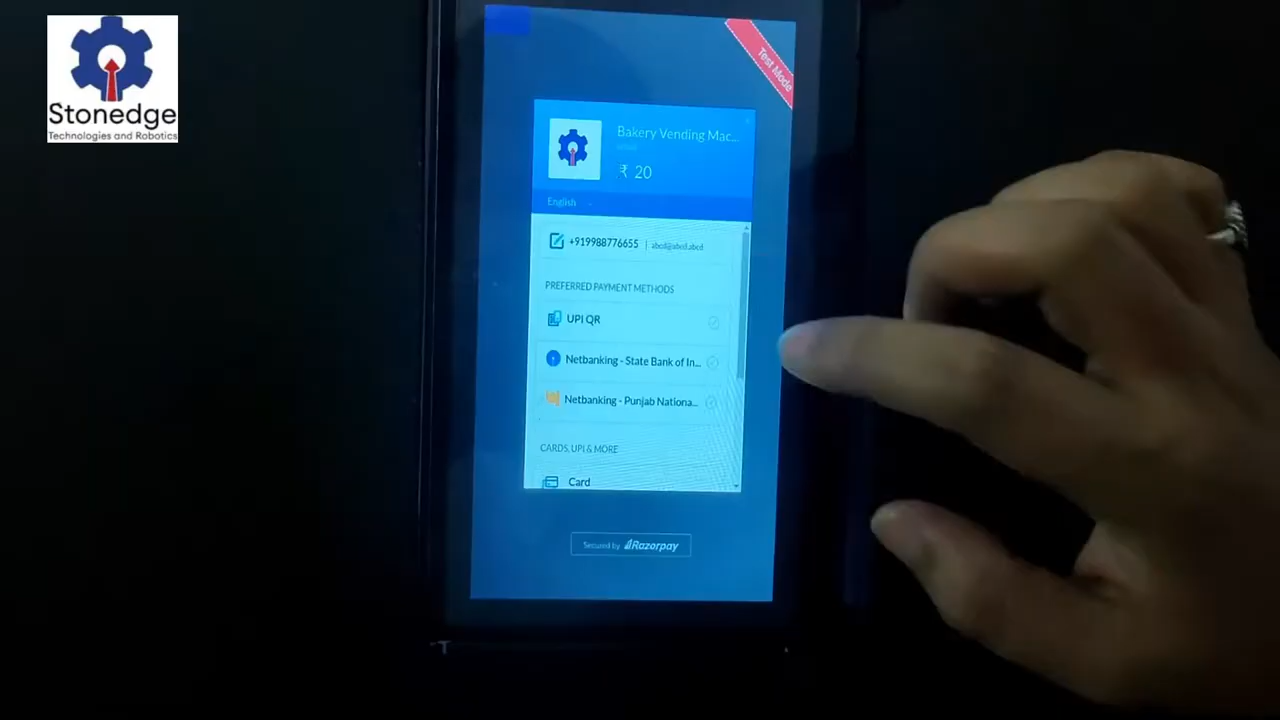 Stonedge
Technologies and Robotics
Test Mode
Bakery Vending Mac...
₹ 20
English
+919988776655 | abcd@abcd.abcd
PREFERRED PAYMENT METHODS
UPI QR
Netbanking - State Bank of In...
Netbanking - Punjab Nationa...
CARDS, UPI & MORE
Card
Secured by Razorpay